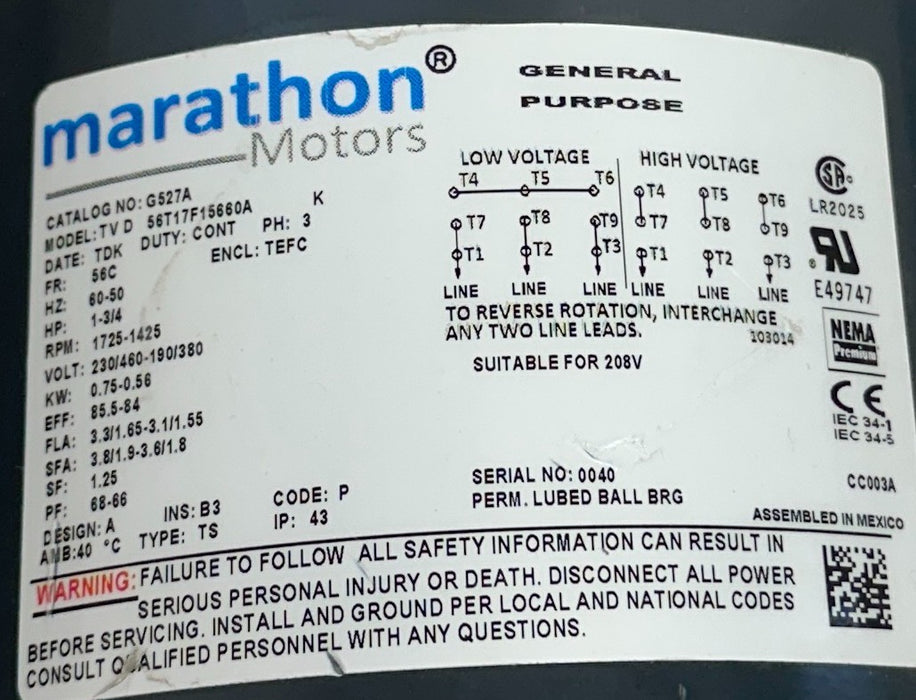 marathon®
Motors
GENERAL
PURPOSE
CATALOG NO: G527A
MODEL: TV D 56T17F15660A K
DATE: TDK DUTY: CONT PH: 3
FR: 56C ENCL: TEFC
HZ: 60-50
HP: 1-3/4
RPM: 1725-1425
VOLT: 230/460-190/380
KW: 0.75-0.56
EFF: 85.5-84
FLA: 3.3/1.65-3.1/1.55
SFA: 3.8/1.9-3.6/1.8
SF: 1.25
PF: 68-66
DESIGN: A INS: B3 CODE: P
AMB: 40 °C TYPE: TS IP: 43
LOW VOLTAGE
T4 T5 T6
T7 T8 T9
T1 T2 T3
LINE LINE LINE
HIGH VOLTAGE
T4 T5 T6
T7 T8 T9
T1 T2 T3
LINE LINE LINE
TO REVERSE ROTATION, INTERCHANGE
ANY TWO LINE LEADS.
103014
SUITABLE FOR 208V
SERIAL NO: 0040
PERM. LUBED BALL BRG
SA®
LR2025
RU®
E49747
NEMA
Premium
CE
IEC 34-1
IEC 34-5
CC003A
ASSEMBLED IN MEXICO
WARNING: FAILURE TO FOLLOW ALL SAFETY INFORMATION CAN RESULT IN
SERIOUS PERSONAL INJURY OR DEATH. DISCONNECT ALL POWER
BEFORE SERVICING. INSTALL AND GROUND PER LOCAL AND NATIONAL CODES
CONSULT QUALIFIED PERSONNEL WITH ANY QUESTIONS.